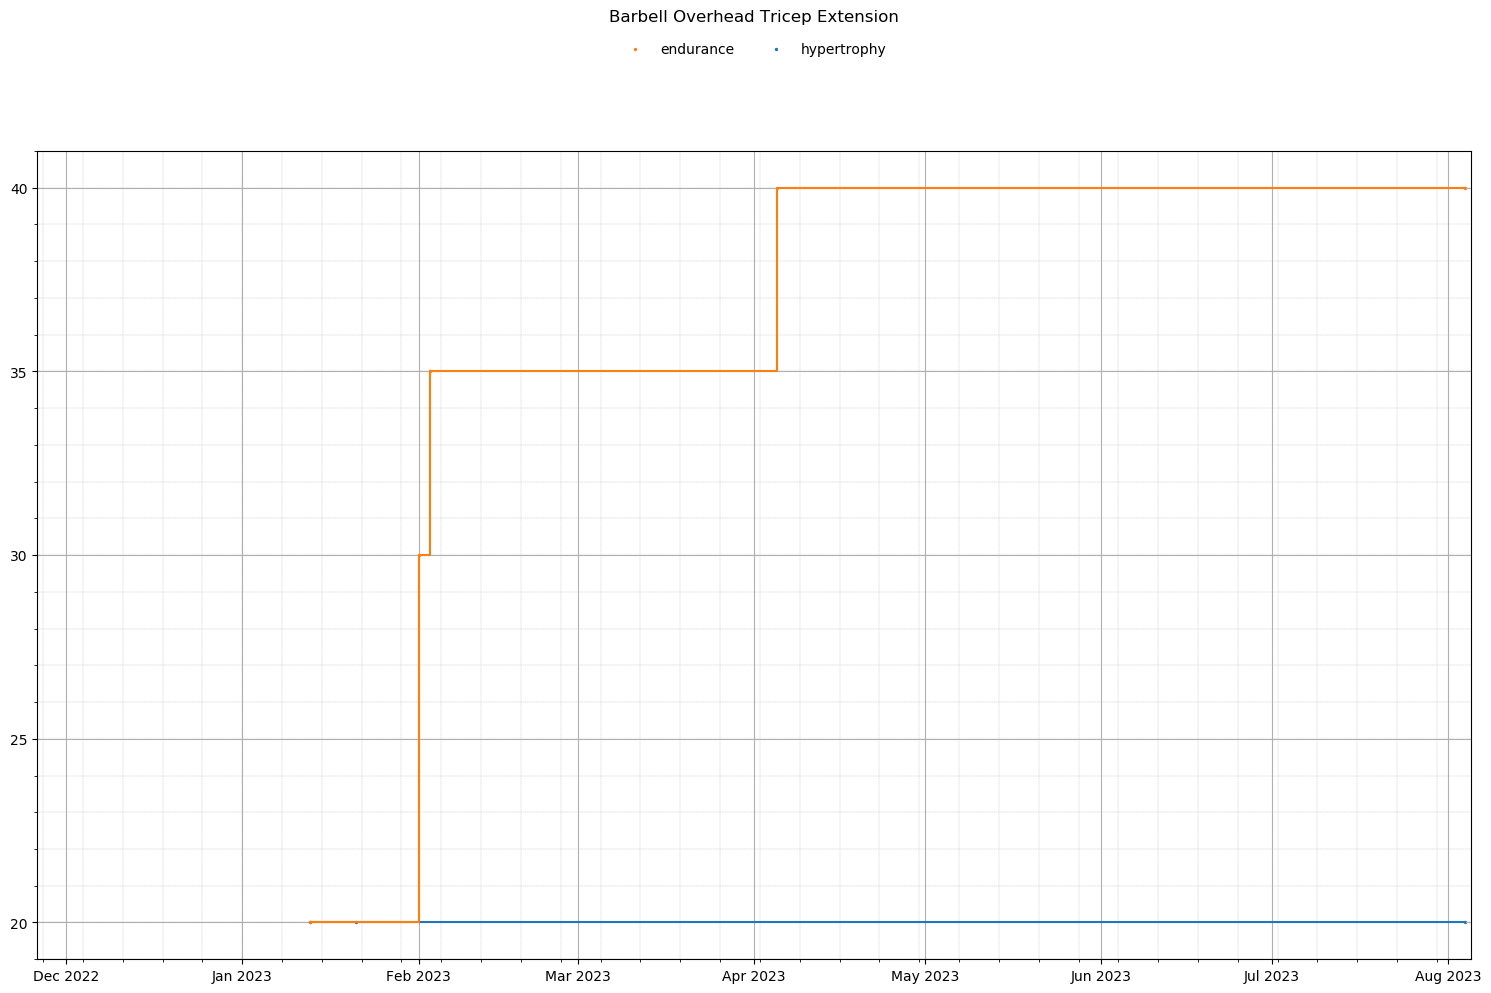 Barbell Overhead Tricep Extension
endurance hypertrophy
40
35
30
25
20
Dec 2022 Jan 2023 Feb 2023 Mar 2023 Apr 2023 May 2023 Jun 2023 Jul 2023 Aug 2023